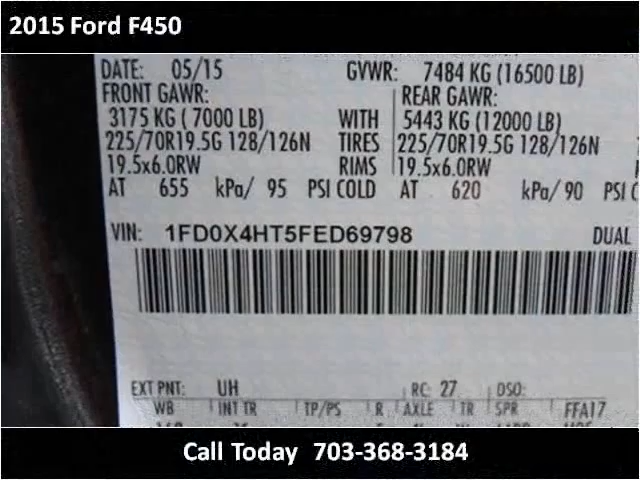 2015 Ford F450
DATE: 05/15 GVWR: 7484 KG (16500 LB)
FRONT GAWR: REAR GAWR:
3175 KG ( 7000 LB) WITH 5443 KG (12000 LB)
225/70R19.5G 128/126N TIRES 225/70R19.5G 128/126N
19.5x6.0RW RIMS 19.5x6.0RW
AT 655 kPa/ 95 PSI COLD AT 620 kPa/ 90 PSI
VIN: 1FD0X4HT5FED69798 DUAL
EXT PNT: UH RC: 27 DSO:
WB INT TR TP/PS R AXLE TR SPR FFA17
Call Today 703-368-3184